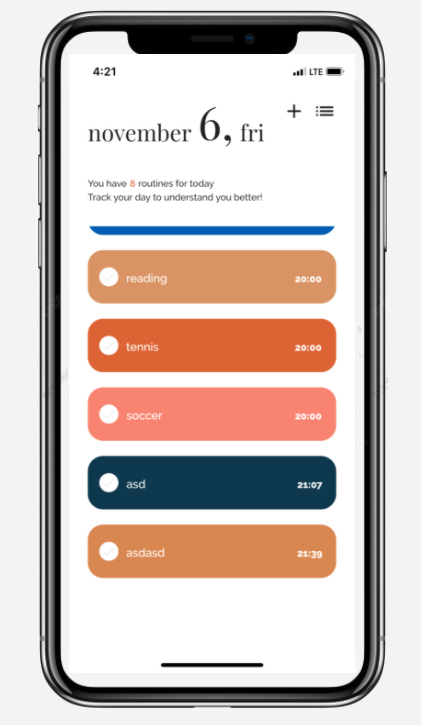 4:21
LTE
november 6, fri
You have 8 routines for today
Track your day to understand you better!
reading 20:00
tennis 20:00
soccer 20:00
asd 21:07
asdasd 21:39